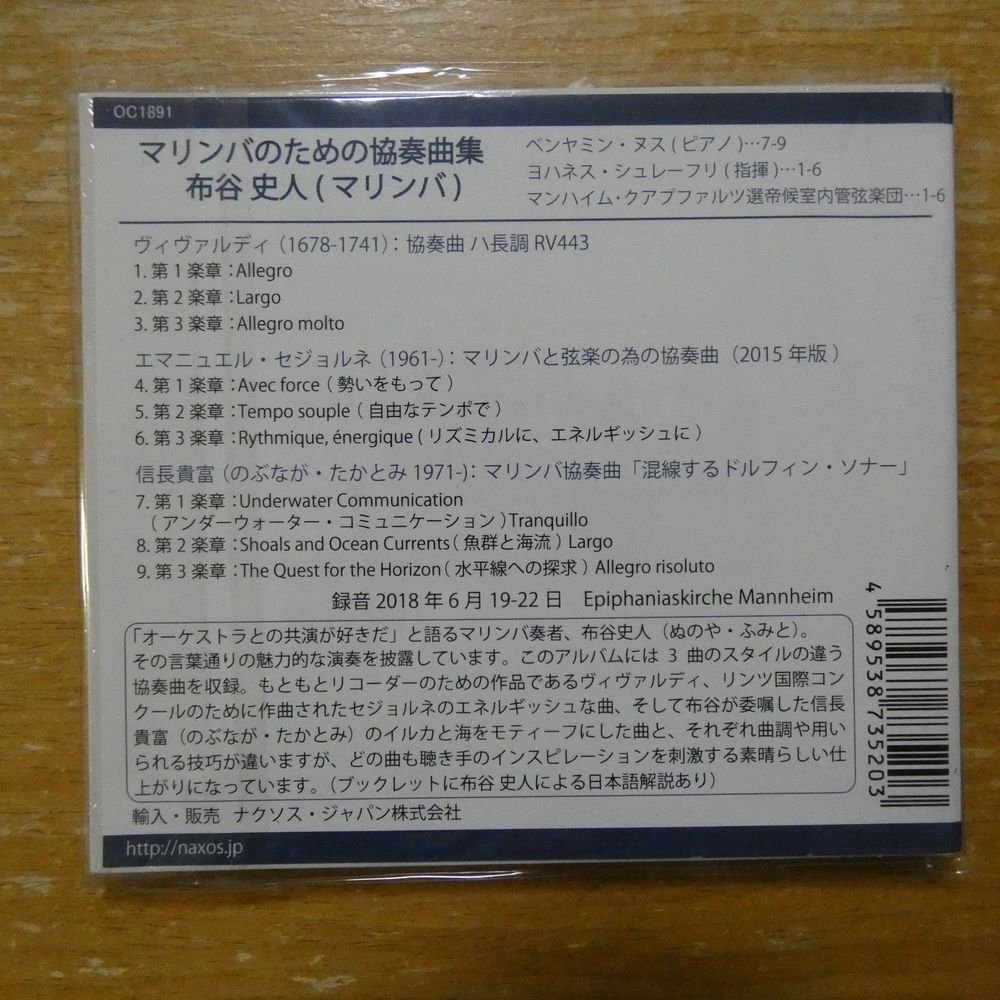 OC1891
マリンバのための協奏曲集
布谷 史人 ( マリンバ )
ベンヤミン・ヌス ( ピアノ )…7-9
ヨハネス・シュレーフリ ( 指揮 )…1-6
マンハイム・クアプファルツ選帝候室内管弦楽団…1-6
ヴィヴァルディ（1678-1741）：協奏曲 ハ長調 RV443
1. 第 1 楽章：Allegro
2. 第 2 楽章：Largo
3. 第 3 楽章：Allegro molto
エマニュエル・セジョルネ（1961-）：マリンバと弦楽の為の協奏曲（2015 年版 ）
4. 第 1 楽章：Avec force ( 勢いをもって )
5. 第 2 楽章：Tempo souple ( 自由なテンポで )
6. 第 3 楽章：Rythmique, énergique ( リズミカルに、エネルギッシュに )
信長貴富（のぶなが・たかとみ 1971-)：マリンバ協奏曲「混線するドルフィン・ソナー」
7. 第 1 楽章：Underwater Communication
( アンダーウォーター・コミュニケーション ) Tranquillo
8. 第 2 楽章：Shoals and Ocean Currents ( 魚群と海流 ) Largo
9. 第 3 楽章：The Quest for the Horizon ( 水平線への探求 ) Allegro risoluto
録音 2018 年 6 月 19-22 日　Epiphaniaskirche Mannheim
「オーケストラとの共演が好きだ」と語るマリンバ奏者、布谷史人（ぬのや・ふみと）。
その言葉通りの魅力的な演奏を披露しています。このアルバムには 3 曲のスタイルの違う
協奏曲を収録。もともとリコーダーのための作品であるヴィヴァルディ、リンツ国際コン
クールのために作曲されたセジョルネのエネルギッシュな曲、そして布谷が委嘱した信長
貴富（のぶなが・たかとみ）のイルカと海をモティーフにした曲と、それぞれ曲調や用い
られる技巧が違いますが、どの曲も聴き手のインスピレーションを刺激する素晴らしい仕
上がりになっています。（ブックレットに布谷 史人による日本語解説あり）
輸入・販売　ナクソス・ジャパン株式会社
http://naxos.jp
4 589538 735203